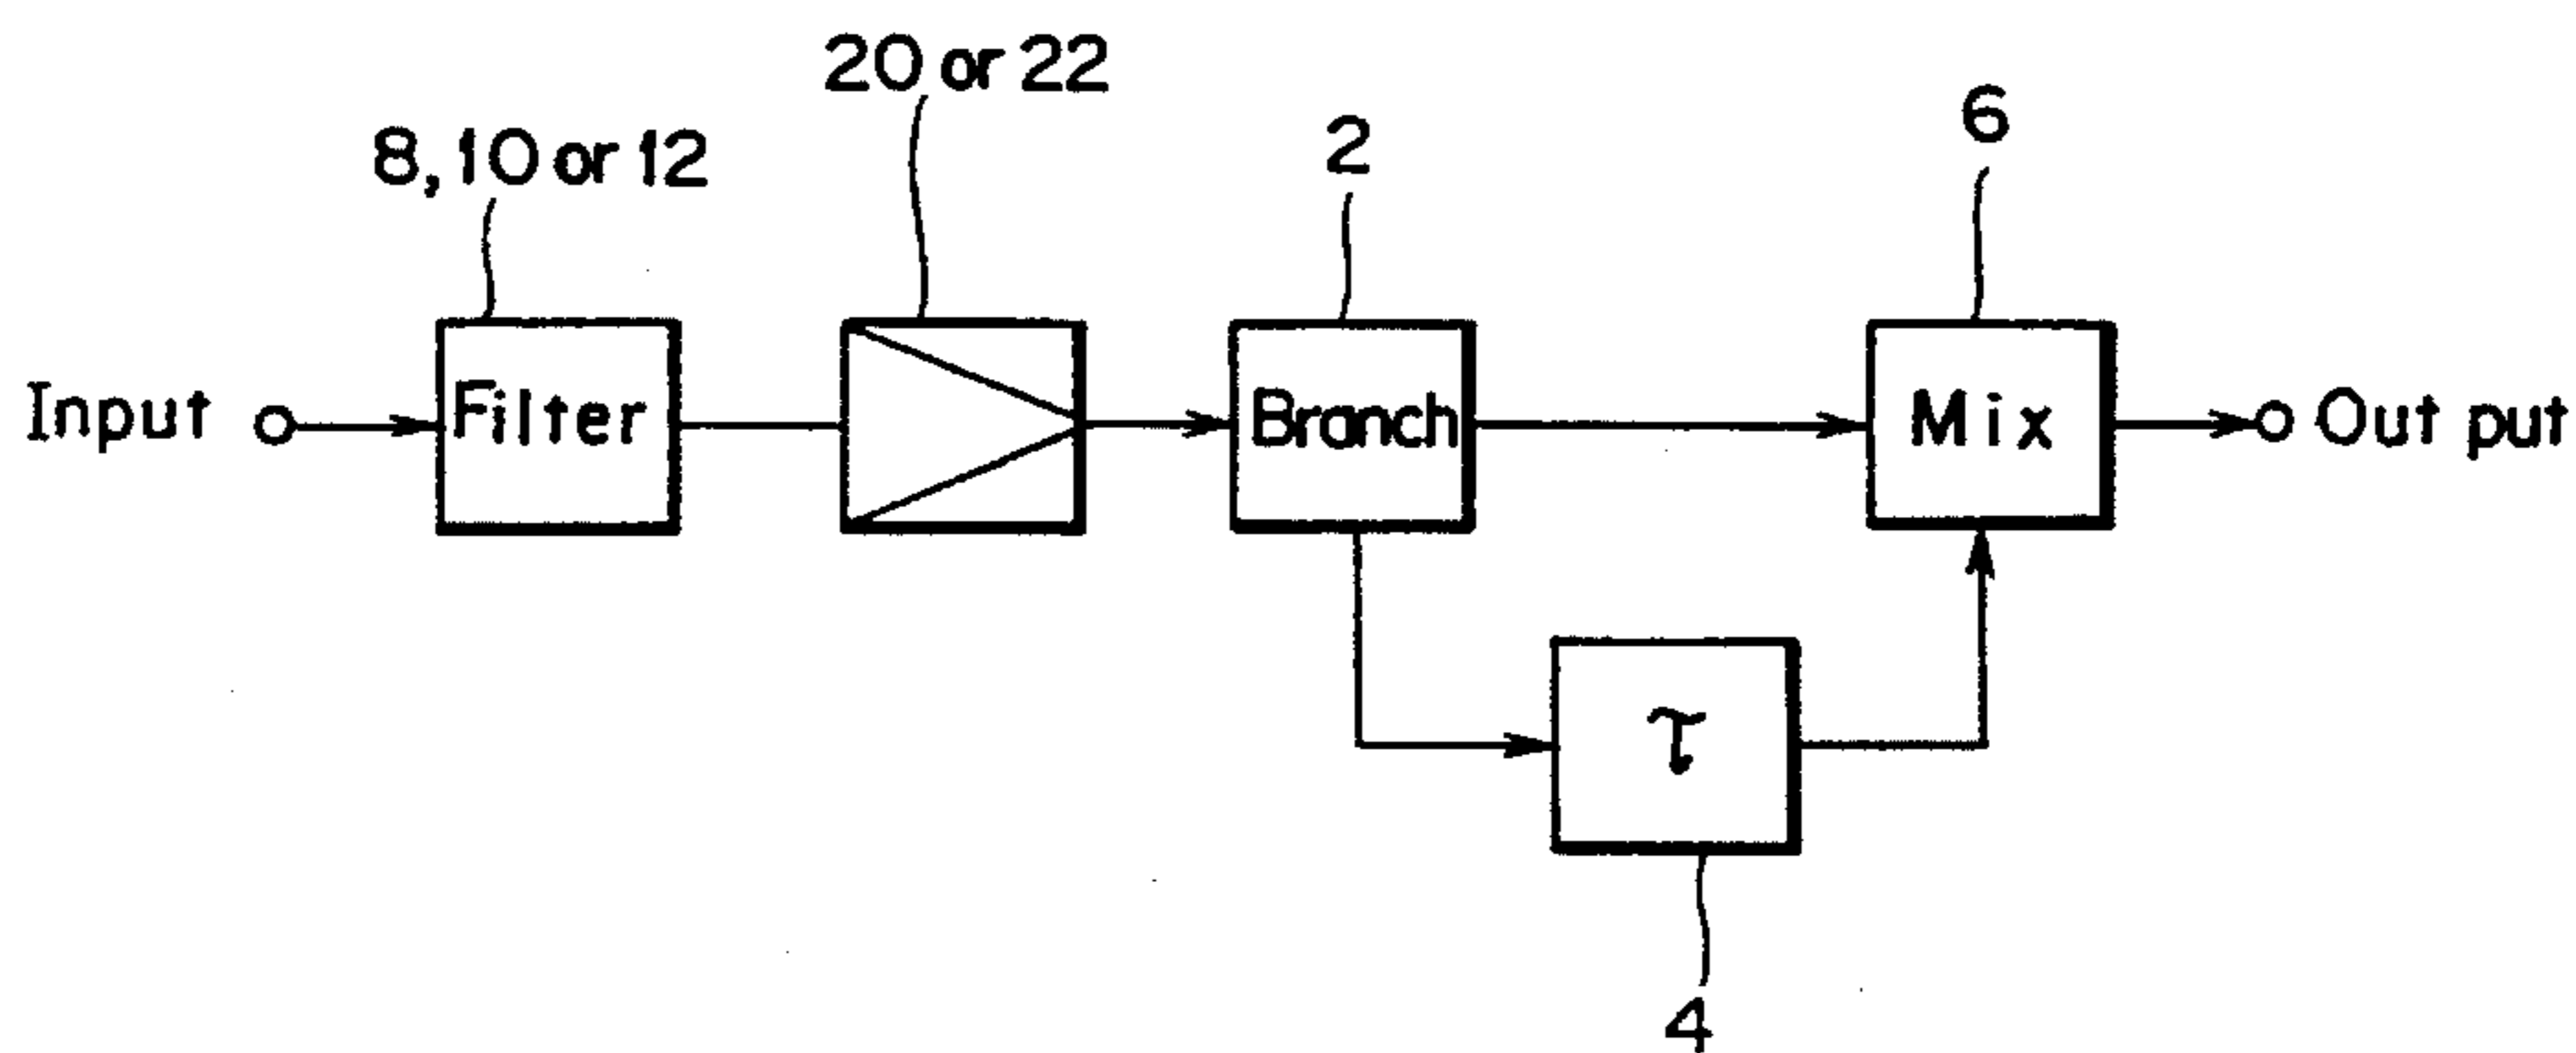 20 or 22
6
2
8, 10 or 12
Input
Filter
Branch
Mix
Out put
τ
4